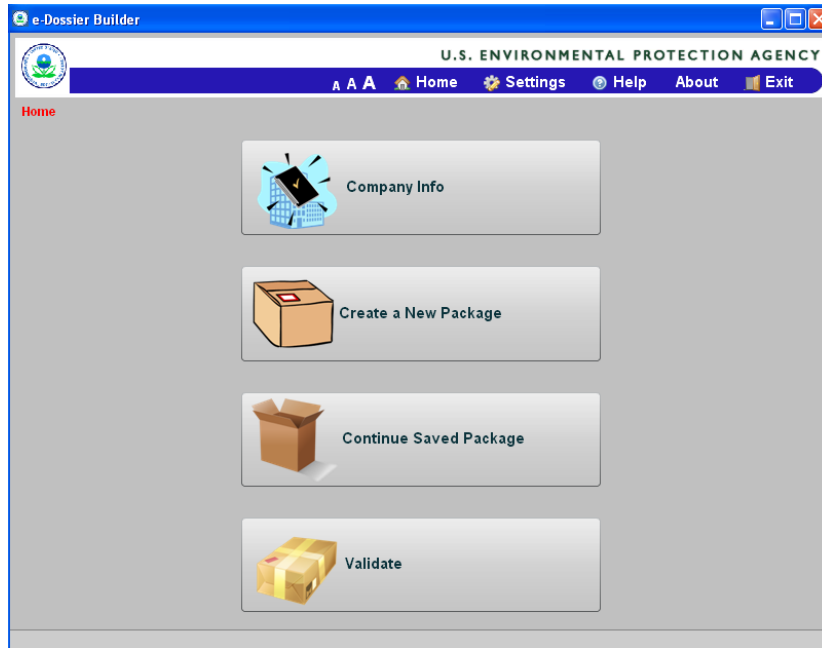 e-Dossier Builder
U.S. ENVIRONMENTAL PROTECTION AGENCY
A A A Home Settings Help About Exit
Home
Company Info
Create a New Package
Continue Saved Package
Validate